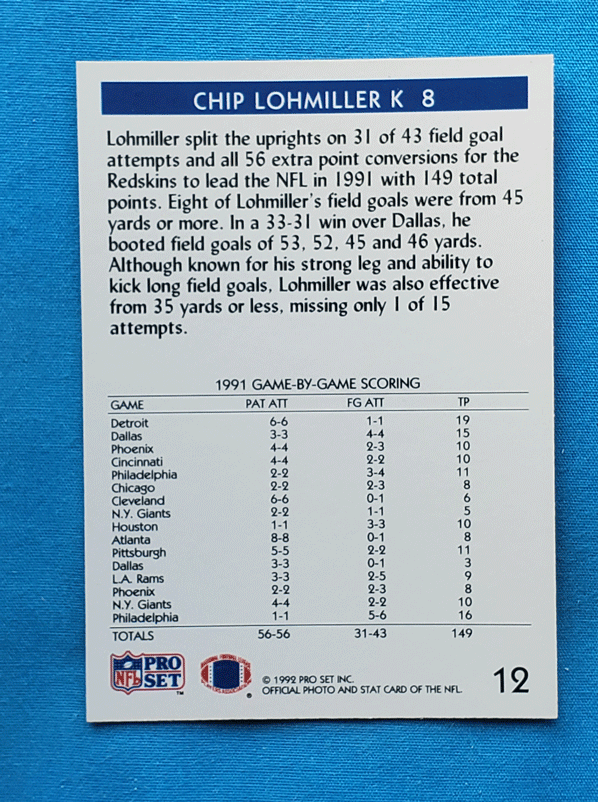 CHIP LOHMILLER K 8
Lohmiller split the uprights on 31 of 43 field goal
attempts and all 56 extra point conversions for the
Redskins to lead the NFL in 1991 with 149 total
points. Eight of Lohmiller's field goals were from 45
yards or more. In a 33-31 win over Dallas, he
booted field goals of 53, 52, 45 and 46 yards.
Although known for his strong leg and ability to
kick long field goals, Lohmiller was also effective
from 35 yards or less, missing only 1 of 15
attempts.
1991 GAME-BY-GAME SCORING
GAME PAT ATT FG ATT TP
Detroit 6-6 1-1 19
Dallas 3-3 4-4 15
Phoenix 4-4 2-3 10
Cincinnati 4-4 2-2 10
Philadelphia 2-2 3-4 11
Chicago 2-2 2-3 8
Cleveland 6-6 0-1 6
N.Y. Giants 2-2 1-1 5
Houston 1-1 3-3 10
Atlanta 8-8 0-1 8
Pittsburgh 5-5 2-2 11
Dallas 3-3 0-1 3
L.A. Rams 3-3 2-5 9
Phoenix 2-2 2-3 8
N.Y. Giants 4-4 2-2 10
Philadelphia 1-1 5-6 16
TOTALS 56-56 31-43 149
NFL PRO SET ™
© 1992 PRO SET INC.
OFFICIAL PHOTO AND STAT CARD OF THE NFL.
12